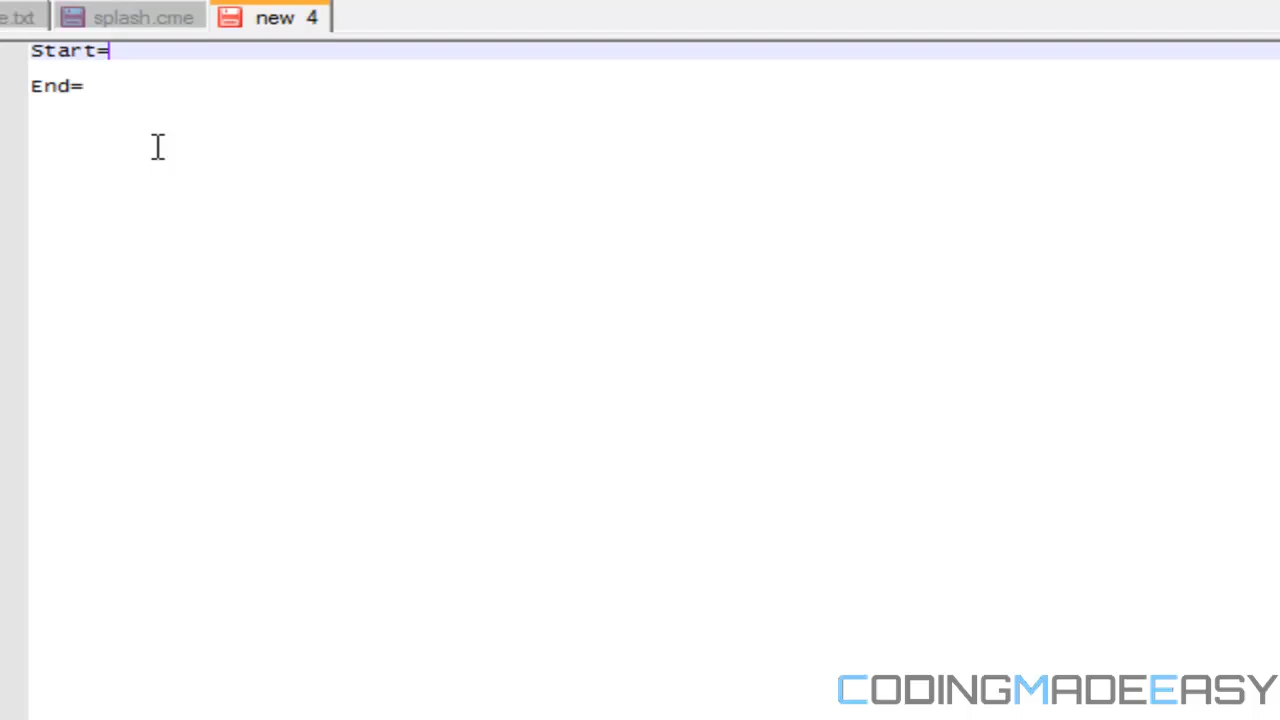 e.txt
splash.cme
new 4
Start=
End=
CODINGMADEEASY